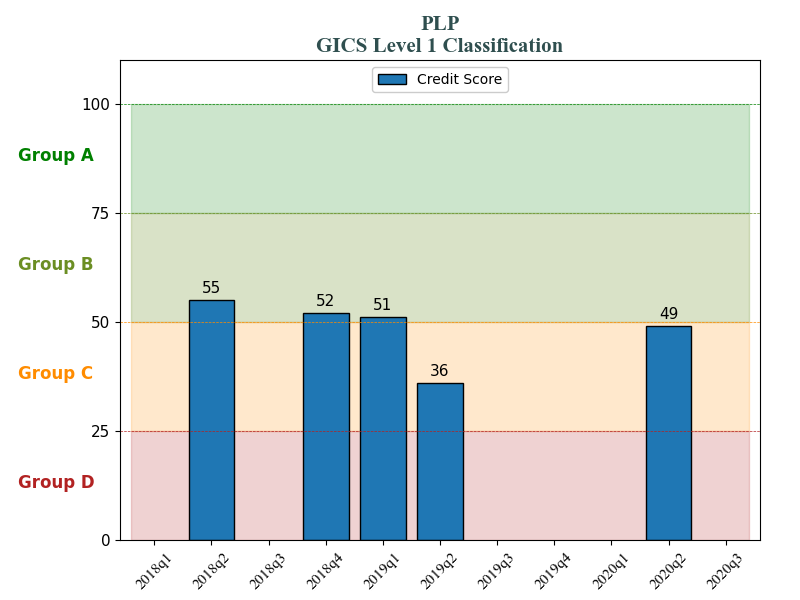 PLP
GICS Level 1 Classification
Credit Score
100
Group A
75
Group B
55
52
51
50
49
Group C
36
25
Group D
0
2018q1
2018q2
2018q3
2018q4
2019q1
2019q2
2019q3
2019q4
2020q1
2020q2
2020q3